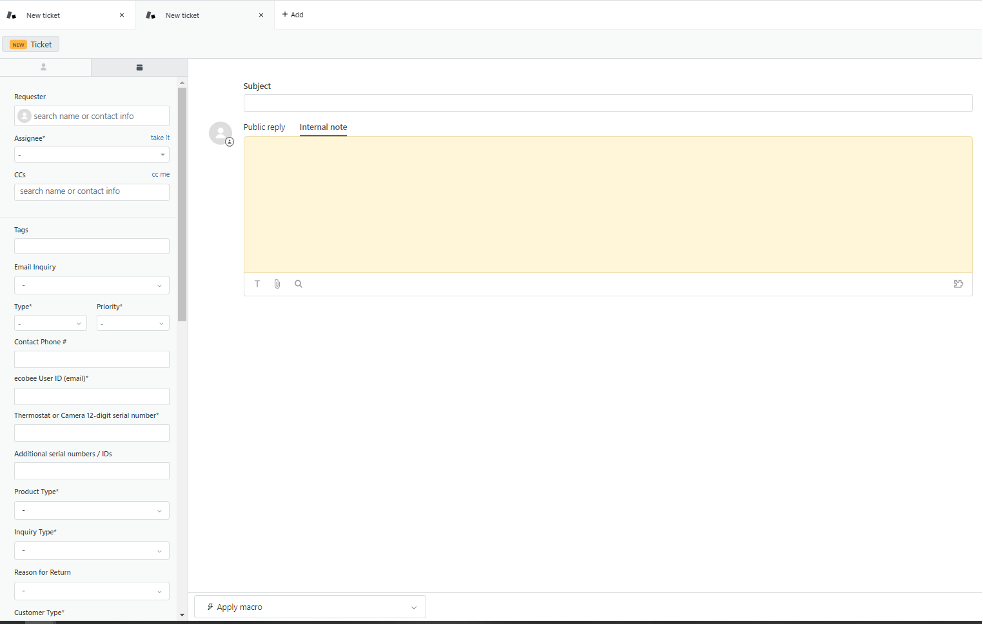 New ticket
New ticket
+ Add
NEW Ticket
Requester
search name or contact info
Assignee* take it
-
CCs cc me
search name or contact info
Tags
Email Inquiry
-
Type* Priority*
- -
Contact Phone #
ecobee User ID (email)*
Thermostat or Camera 12-digit serial number*
Additional serial numbers / IDs
Product Type*
-
Inquiry Type*
-
Reason for Return
-
Customer Type*
Subject
Public reply Internal note
T
Apply macro